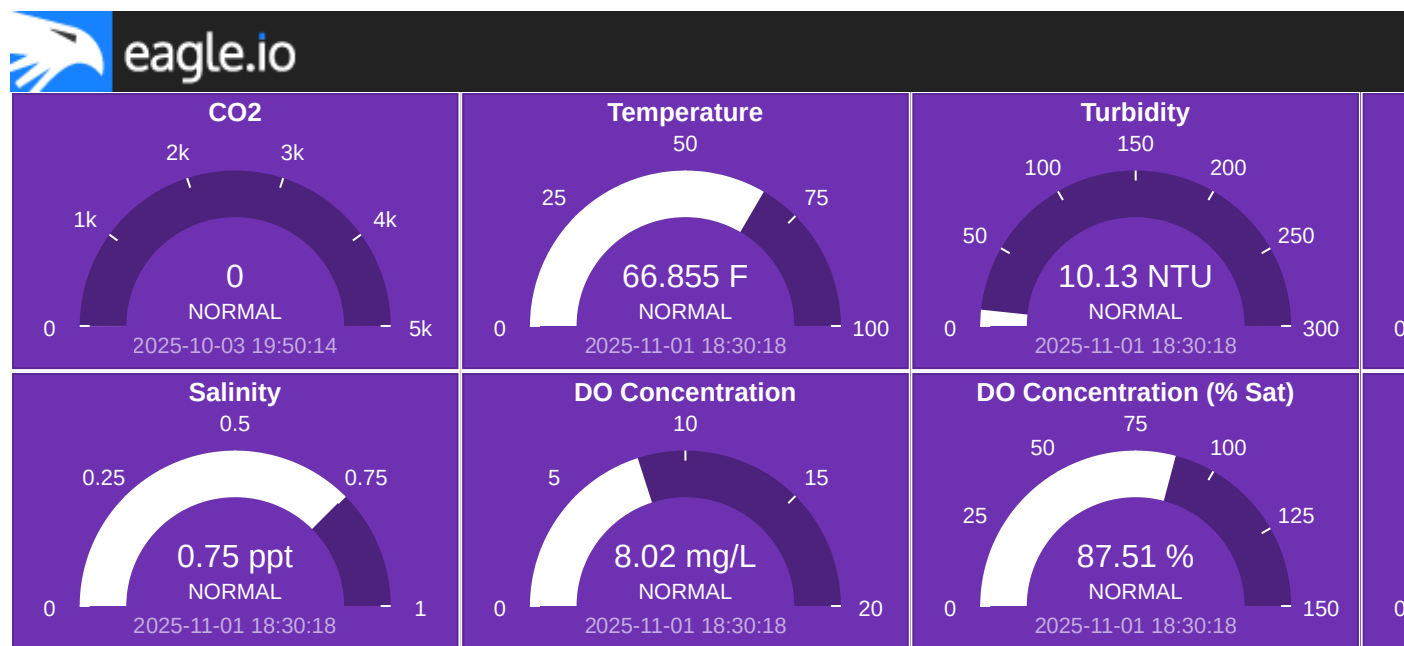 eagle.io
CO2
2k
3k
1k
4k
0
NORMAL
0
5k
2025-10-03 19:50:14
Temperature
50
25
75
66.855 F
NORMAL
0
100
2025-11-01 18:30:18
Turbidity
150
100
200
50
250
10.13 NTU
NORMAL
0
300
2025-11-01 18:30:18
Salinity
0.5
0.25
0.75
0.75 ppt
NORMAL
0
1
2025-11-01 18:30:18
DO Concentration
10
5
15
8.02 mg/L
NORMAL
0
20
2025-11-01 18:30:18
DO Concentration (% Sat)
75
50
100
25
125
87.51 %
NORMAL
0
150
2025-11-01 18:30:18